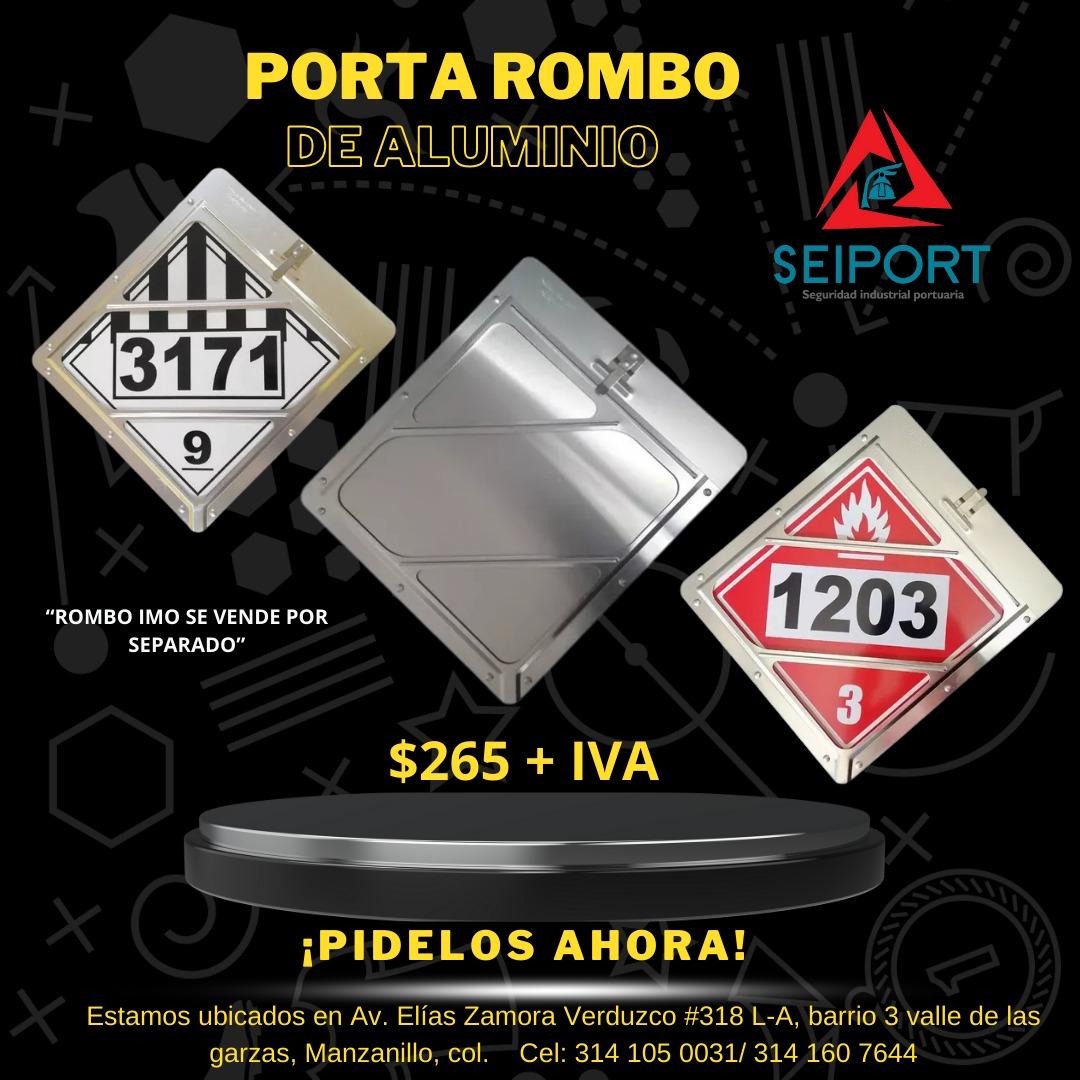 PORTA ROMBO
DE ALUMINIO
SEIPORT
Seguridad industrial portuaria
3171
9
1203
3
“ROMBO IMO SE VENDE POR
SEPARADO”
$265 + IVA
¡PIDELOS AHORA!
Estamos ubicados en Av. Elías Zamora Verduzco #318 L-A, barrio 3 valle de las
garzas, Manzanillo, col. Cel: 314 105 0031/ 314 160 7644